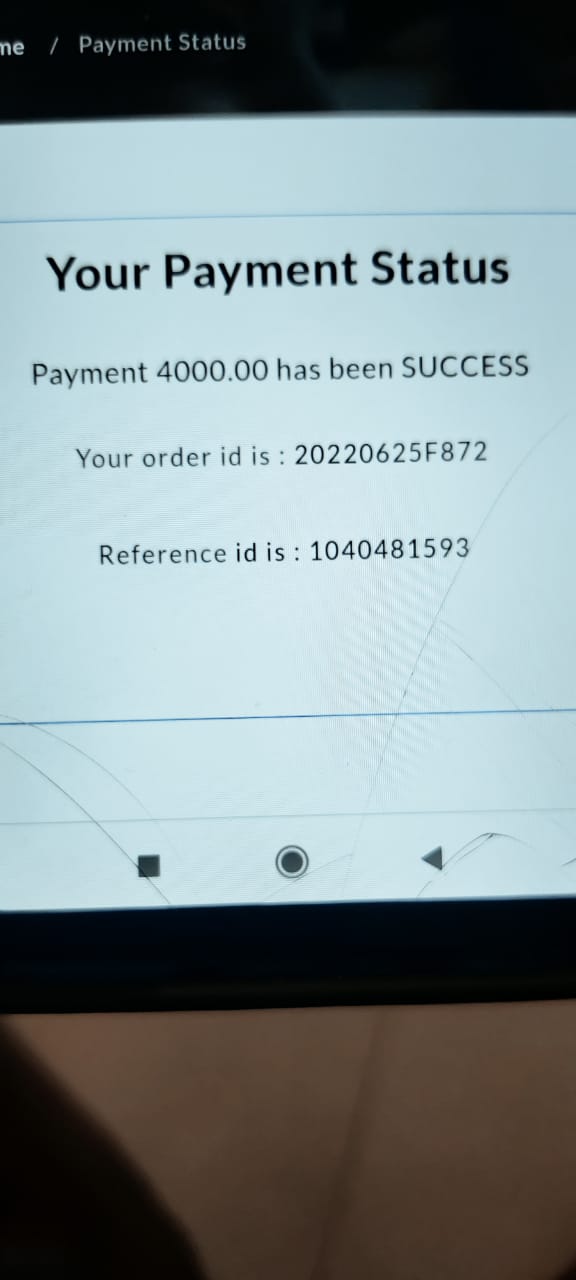 me / Payment Status
Your Payment Status
Payment 4000.00 has been SUCCESS
Your order id is : 20220625F872
Reference id is : 1040481593